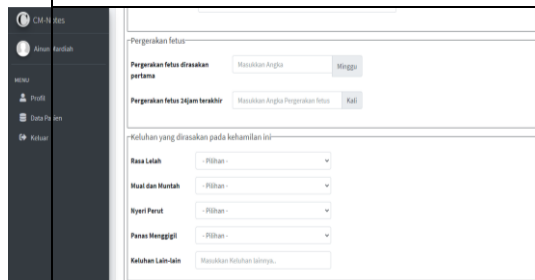 CM-Notes
Ainun Mardiah
MENU
Profil
Data Pasien
Keluar
Pergerakan fetus
Pergerakan fetus dirasakan pertama
Masukkan Angka
Minggu
Pergerakan fetus 24jam terakhir
Masukkan Angka Pergerakan fetus
Kali
Keluhan yang dirasakan pada kehamilan ini
Rasa Lelah
- Pilihan -
Mual dan Muntah
- Pilihan -
Nyeri Perut
- Pilihan -
Panas Menggigil
- Pilihan -
Keluhan Lain-lain
Masukkan Keluhan lainnya..